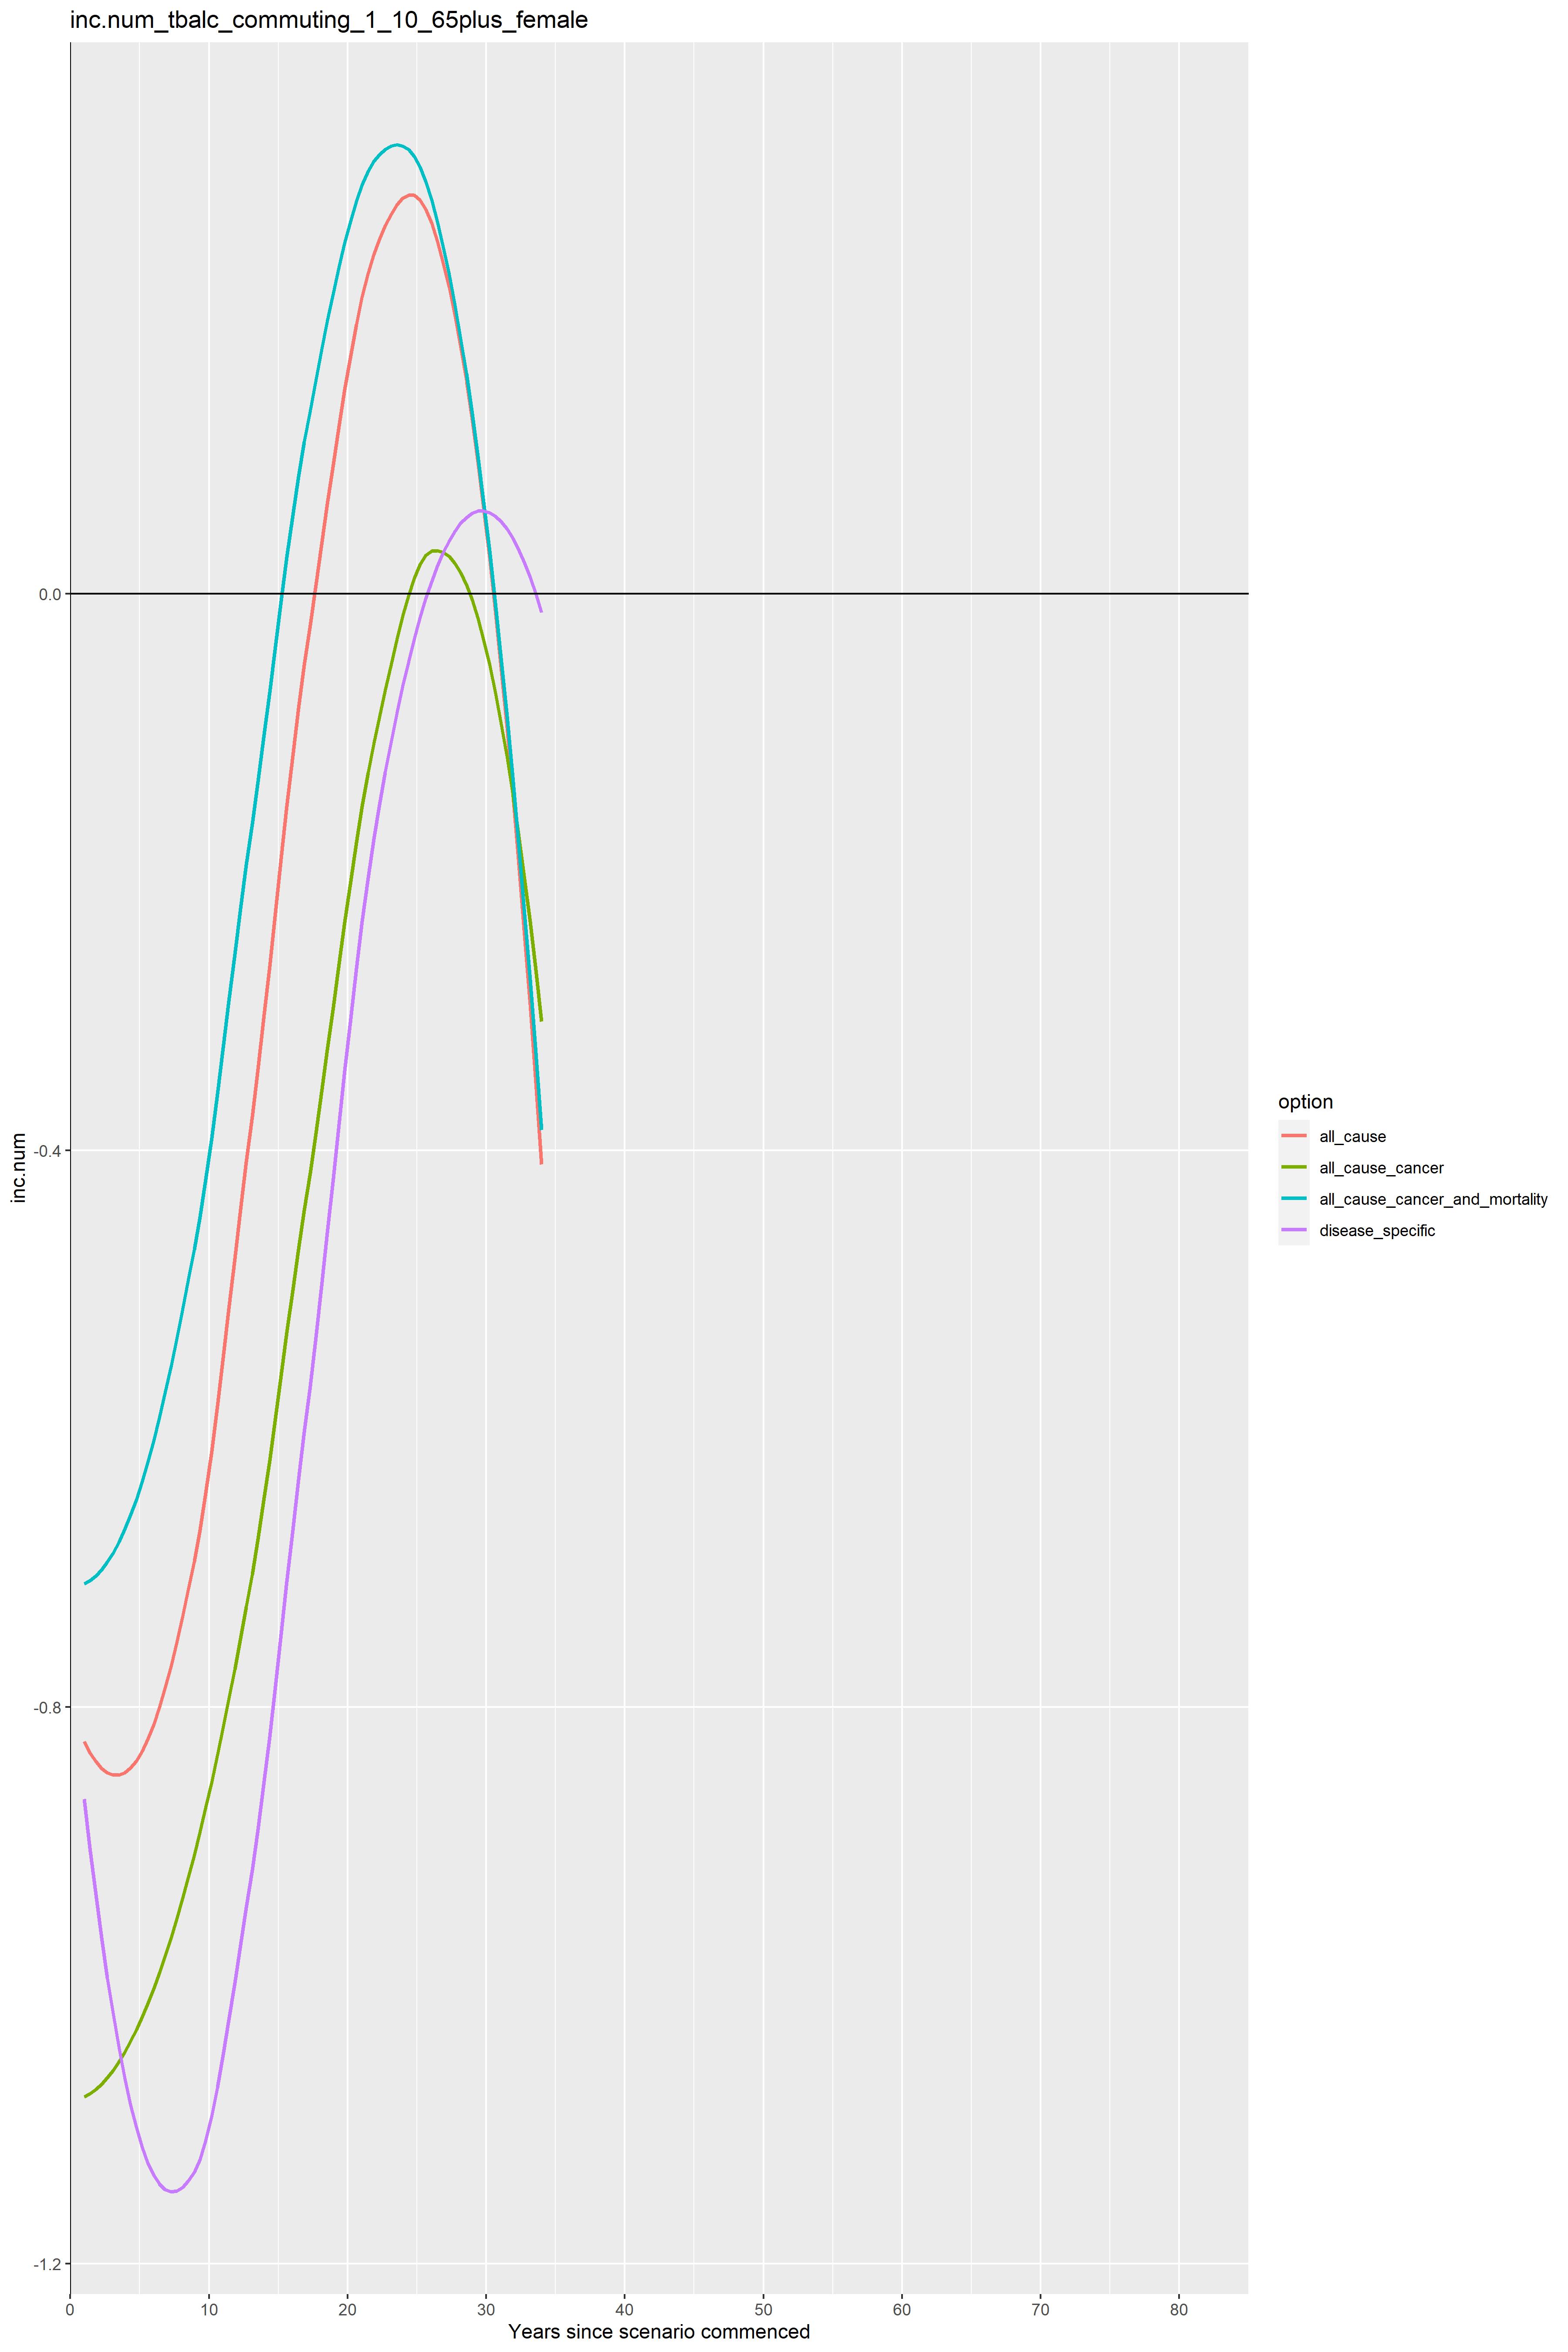 inc.num_tbalc_commuting_1_10_65plus_female
inc.num
0.0
-0.4
-0.8
-1.2
0 10 20 30 40 50 60 70 80
Years since scenario commenced
option
all_cause
all_cause_cancer
all_cause_cancer_and_mortality
disease_specific